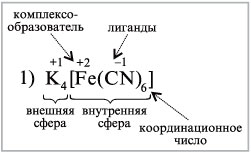 комплексо-
образователь
лиганды
+1 +2 −1
1) K₄[Fe(CN)₆]
внешняя
сфера
внутренняя
сфера
координационное
число